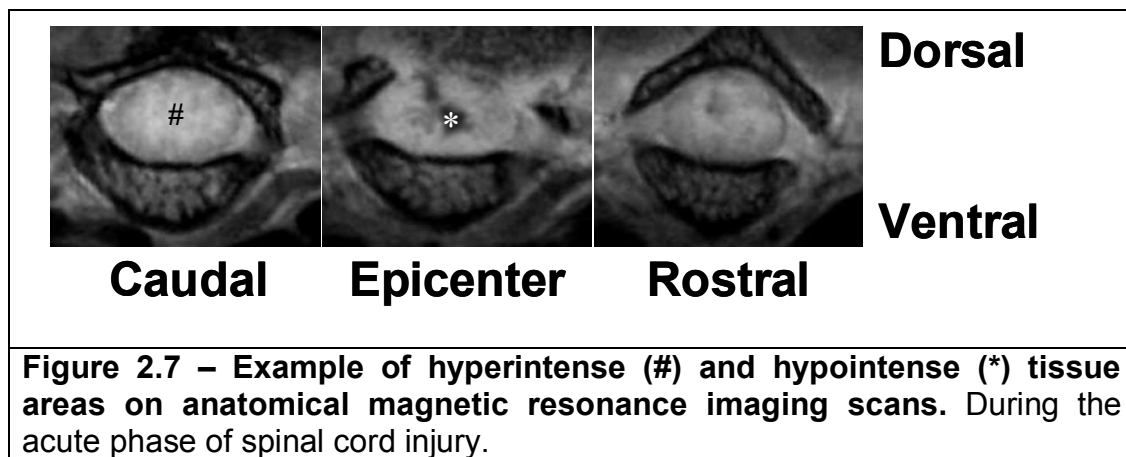 Dorsal
#
*
Ventral
Caudal Epicenter Rostral
Figure 2.7 – Example of hyperintense (#) and hypointense (*) tissue
areas on anatomical magnetic resonance imaging scans. During the
acute phase of spinal cord injury.